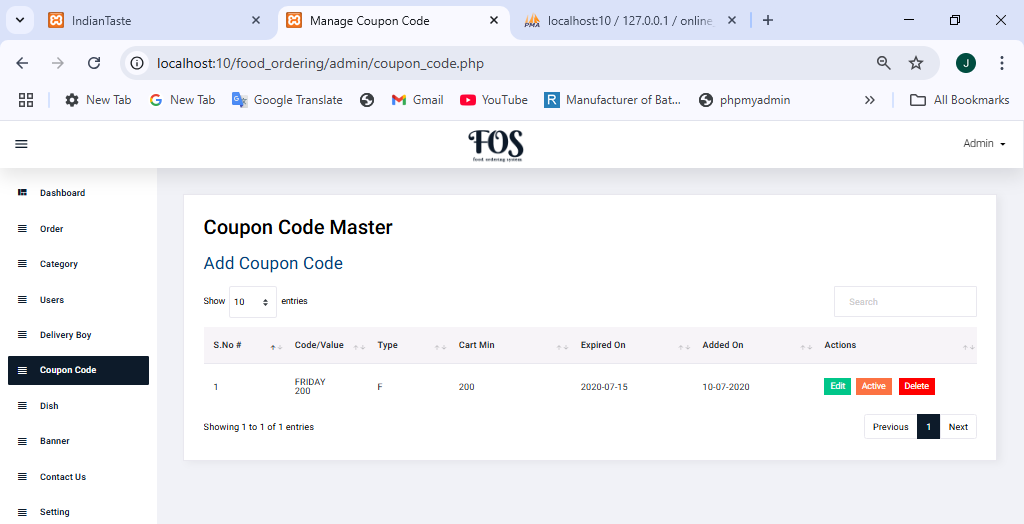 IndianTaste
Manage Coupon Code
localhost:10 / 127.0.0.1 / online_
localhost:10/food_ordering/admin/coupon_code.php
J
New Tab
New Tab
Google Translate
Gmail
YouTube
R Manufacturer of Bat...
phpmyadmin
All Bookmarks
FOS
food ordering system
Admin
Dashboard
Order
Category
Users
Delivery Boy
Coupon Code
Dish
Banner
Contact Us
Setting
Coupon Code Master
Add Coupon Code
Show 10 entries
Search
S.No # Code/Value Type Cart Min Expired On Added On Actions
1 FRIDAY F 200 2020-07-15 10-07-2020 Edit Active Delete
200
Showing 1 to 1 of 1 entries
Previous 1 Next